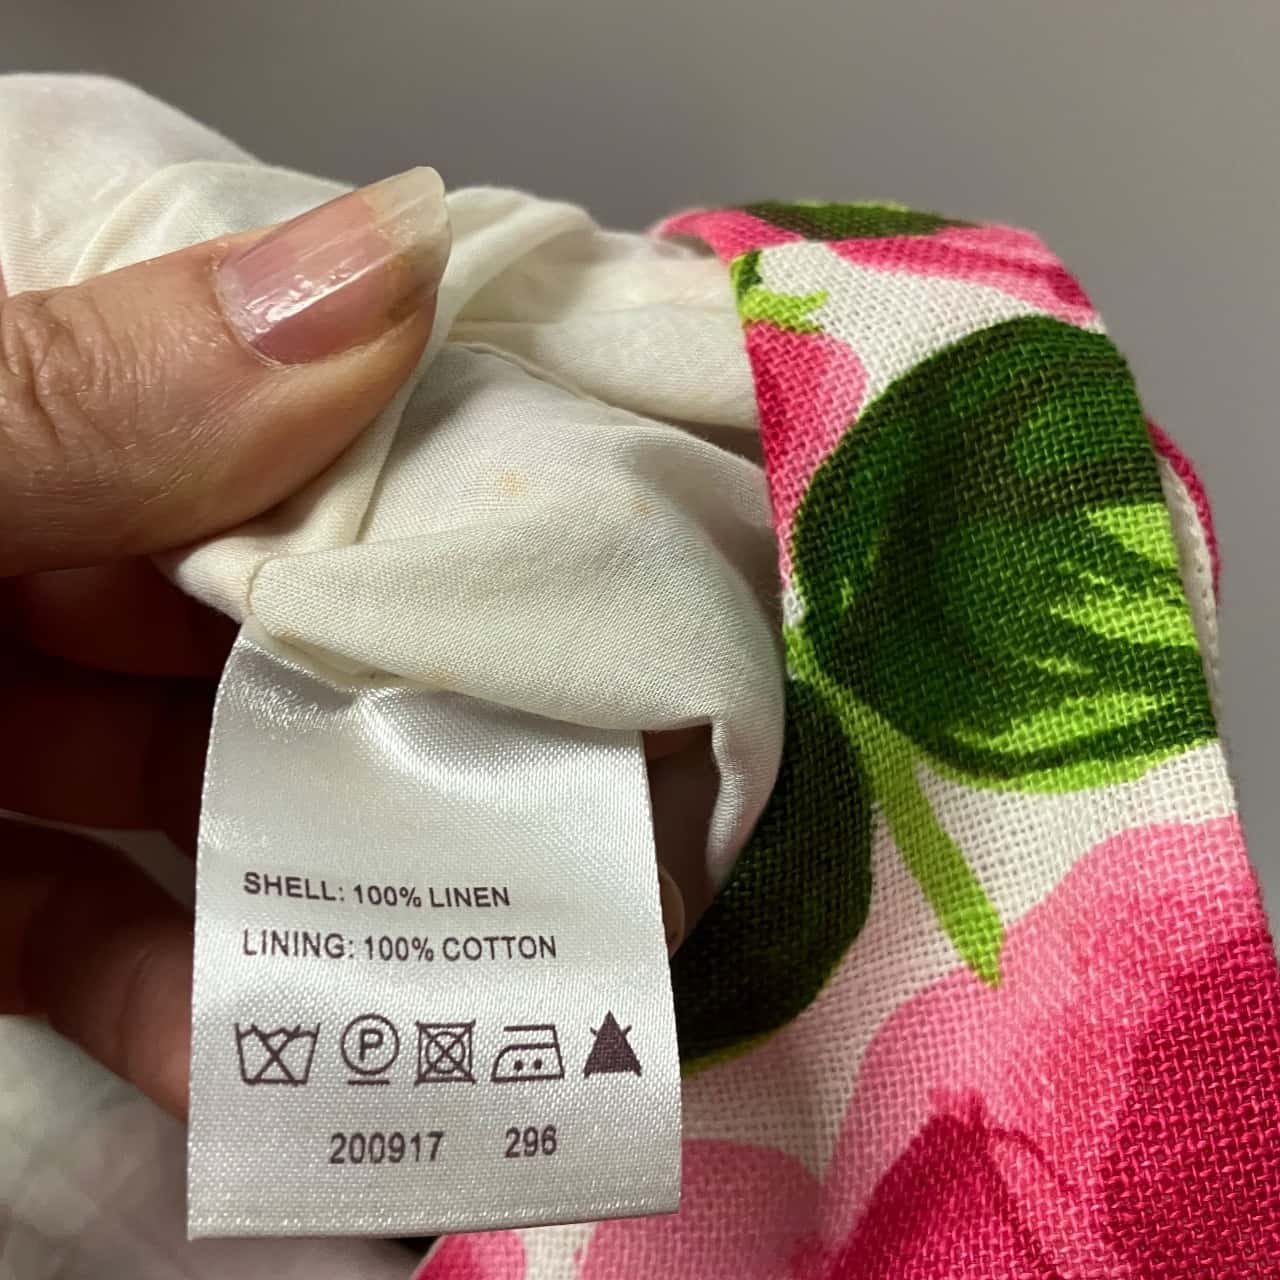 SHELL: 100% LINEN
LINING: 100% COTTON
P
200917 296